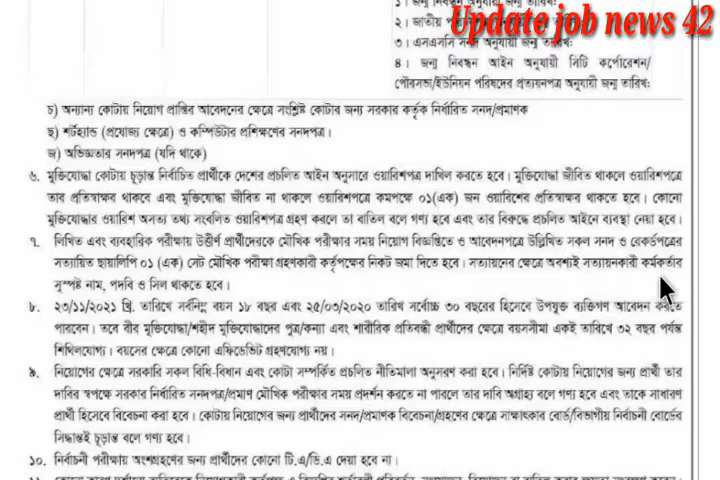 ১। জন্ম নিবন্ধন অনুযায়ী জন্ম তারিখ:
Update job news 42
২। জাতীয়
৩। এসএসসি সনদ অনুযায়ী জন্ম তারিখ:
৪। জন্ম নিবন্ধন আইন অনুযায়ী সিটি কর্পোরেশন/
পৌরসভা/ইউনিয়ন পরিষদের প্রত্যয়নপত্র অনুযায়ী জন্ম তারিখ:
চ) অন্যান্য কোটায় নিয়োগ প্রাপ্তির আবেদনের ক্ষেত্রে সংশ্লিষ্ট কোটার জন্য সরকার কর্তৃক নির্ধারিত সনদ/প্রমাণক
ছ) শর্টহ্যান্ড (প্রযোজ্য ক্ষেত্রে) ও কম্পিউটার প্রশিক্ষণের সনদপত্র।
জ) অভিজ্ঞতার সনদপত্র (যদি থাকে)
৬. মুক্তিযোদ্ধা কোটায় চূড়ান্ত নির্বাচিত প্রার্থীকে দেশের প্রচলিত আইন অনুসারে ওয়ারিশপত্র দাখিল করতে হবে। মুক্তিযোদ্ধা জীবিত থাকলে ওয়ারিশপত্রে
তার প্রতিস্বাক্ষর থাকবে এবং মুক্তিযোদ্ধা জীবিত না থাকলে ওয়ারিশপত্রে কমপক্ষে ০১(এক) জন ওয়ারিশের প্রতিস্বাক্ষর থাকতে হবে। কোনো
মুক্তিযোদ্ধার ওয়ারিশ অসত্য তথ্য সংবলিত ওয়ারিশপত্র গ্রহণ করলে তা বাতিল বলে গণ্য হবে এবং তার বিরুদ্ধে প্রচলিত আইনে ব্যবস্থা নেয়া হবে।
৭. লিখিত এবং ব্যবহারিক পরীক্ষায় উত্তীর্ণ প্রার্থীদেরকে মৌখিক পরীক্ষার সময় নিয়োগ বিজ্ঞপ্তিতে ও আবেদনপত্রে উল্লিখিত সকল সনদ ও রেকর্ডপত্রের
সত্যায়িত ছায়ালিপি ০১ (এক) সেট মৌখিক পরীক্ষা গ্রহণকারী কর্তৃপক্ষের নিকট জমা দিতে হবে। সত্যায়নের ক্ষেত্রে অবশ্যই সত্যায়নকারী কর্মকর্তার
সুস্পষ্ট নাম, পদবি ও সিল থাকতে হবে।
৮. ২৩/১১/২০২১ খ্রি. তারিখে সর্বনিম্ন বয়স ১৮ বছর এবং ২৫/০৩/২০২০ তারিখ সর্বোচ্চ ৩০ বছরের হিসেবে উপযুক্ত ব্যক্তিগণ আবেদন করতে
পারবেন। তবে বীর মুক্তিযোদ্ধা/শহীদ মুক্তিযোদ্ধাদের পুত্র/কন্যা এবং শারীরিক প্রতিবন্ধী প্রার্থীদের ক্ষেত্রে বয়সসীমা একই তারিখে ৩২ বছর পর্যন্ত
শিথিলযোগ্য। বয়সের ক্ষেত্রে কোনো এফিডেভিট গ্রহণযোগ্য নয়।
৯. নিয়োগের ক্ষেত্রে সরকারি সকল বিধি-বিধান এবং কোটা সম্পর্কিত প্রচলিত নীতিমালা অনুসরণ করা হবে। নির্দিষ্ট কোটায় নিয়োগের জন্য প্রার্থী তার
দাবির স্বপক্ষে সরকার নির্ধারিত সনদপত্র/প্রমাণ মৌখিক পরীক্ষার সময় প্রদর্শন করতে না পারলে তার দাবি অগ্রাহ্য বলে গণ্য হবে এবং তাকে সাধারণ
প্রার্থী হিসেবে বিবেচনা করা হবে। কোটায় নিয়োগের জন্য প্রার্থীদের সনদ/প্রমাণক বিবেচনা/গ্রহণের ক্ষেত্রে সাক্ষাৎকার বোর্ড/বিভাগীয় নির্বাচনী বোর্ডের
সিদ্ধান্তই চূড়ান্ত বলে গণ্য হবে।
১০. নির্বাচনী পরীক্ষায় অংশগ্রহণের জন্য প্রার্থীদের কোনো টি.এ/ডি.এ দেয়া হবে না।